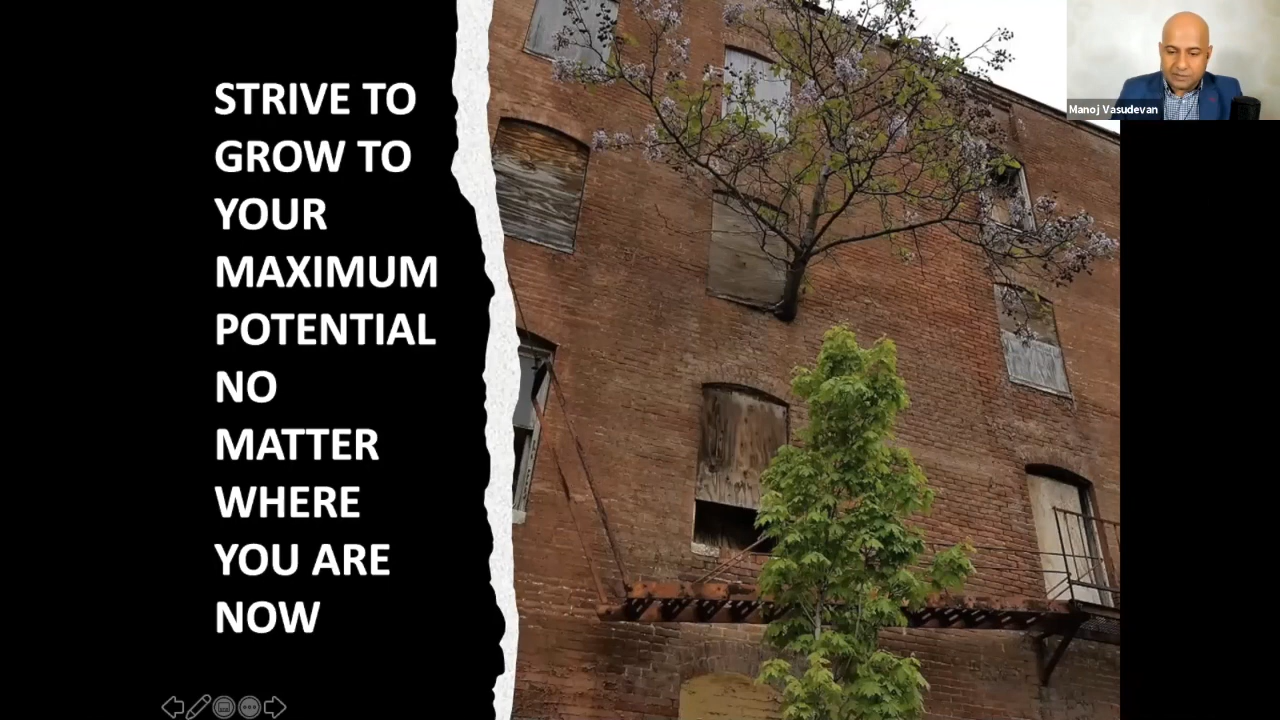 STRIVE TO
GROW TO
YOUR
MAXIMUM
POTENTIAL
NO
MATTER
WHERE
YOU ARE
NOW
Manoj Vasudevan